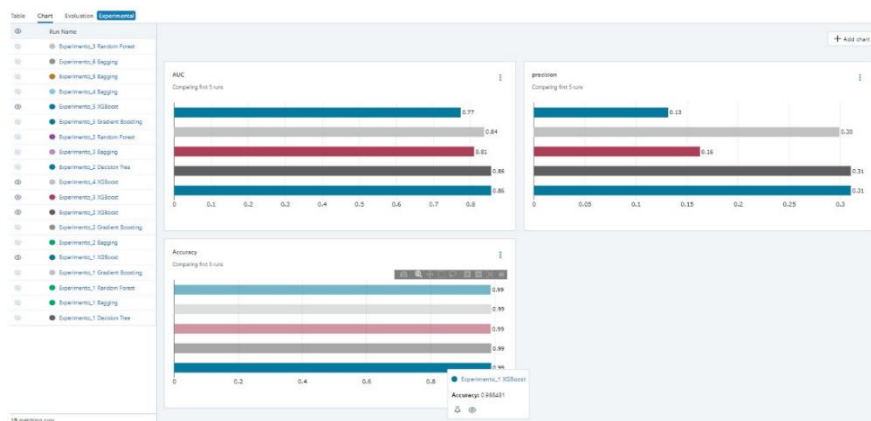 Table Chart Evaluation Experimental
Run Name
Experimento_3 Random Forest
Experimento_6 Bagging
Experimento_5 Bagging
Experimento_4 Bagging
Experimento_5 XGBoost
Experimento_3 Gradient Boosting
Experimento_2 Random Forest
Experimento_3 Bagging
Experimento_2 Decision Tree
Experimento_4 XGBoost
Experimento_3 XGBoost
Experimento_2 XGBoost
Experimento_2 Gradient Boosting
Experimento_2 Bagging
Experimento_1 XGBoost
Experimento_1 Gradient Boosting
Experimento_1 Random Forest
Experimento_1 Bagging
Experimento_1 Decision Tree
+ Add chart
AUC
Comparing first 5 runs
0.77
0.84
0.81
0.86
0.86
0 0.1 0.2 0.3 0.4 0.5 0.6 0.7 0.8
precision
Comparing first 5 runs
0.13
0.30
0.16
0.31
0.31
0 0.05 0.1 0.15 0.2 0.25 0.3
Accuracy
Comparing first 5 runs
0.99
0.99
0.99
0.99
0.99
0 0.2 0.4 0.6 0.8
Experimento_1 XGBoost
Accuracy: 0.988481